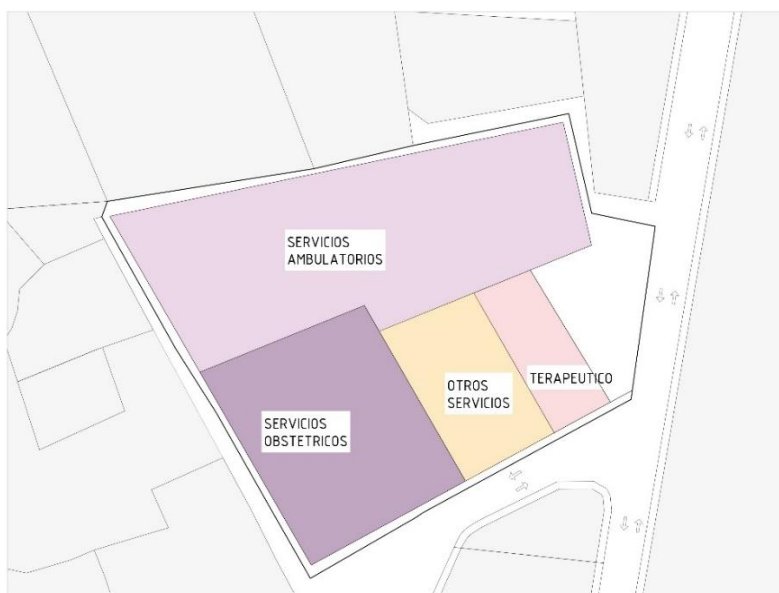 SERVICIOS
AMBULATORIOS
OTROS
SERVICIOS
TERAPEUTICO
SERVICIOS
OBSTETRICOS